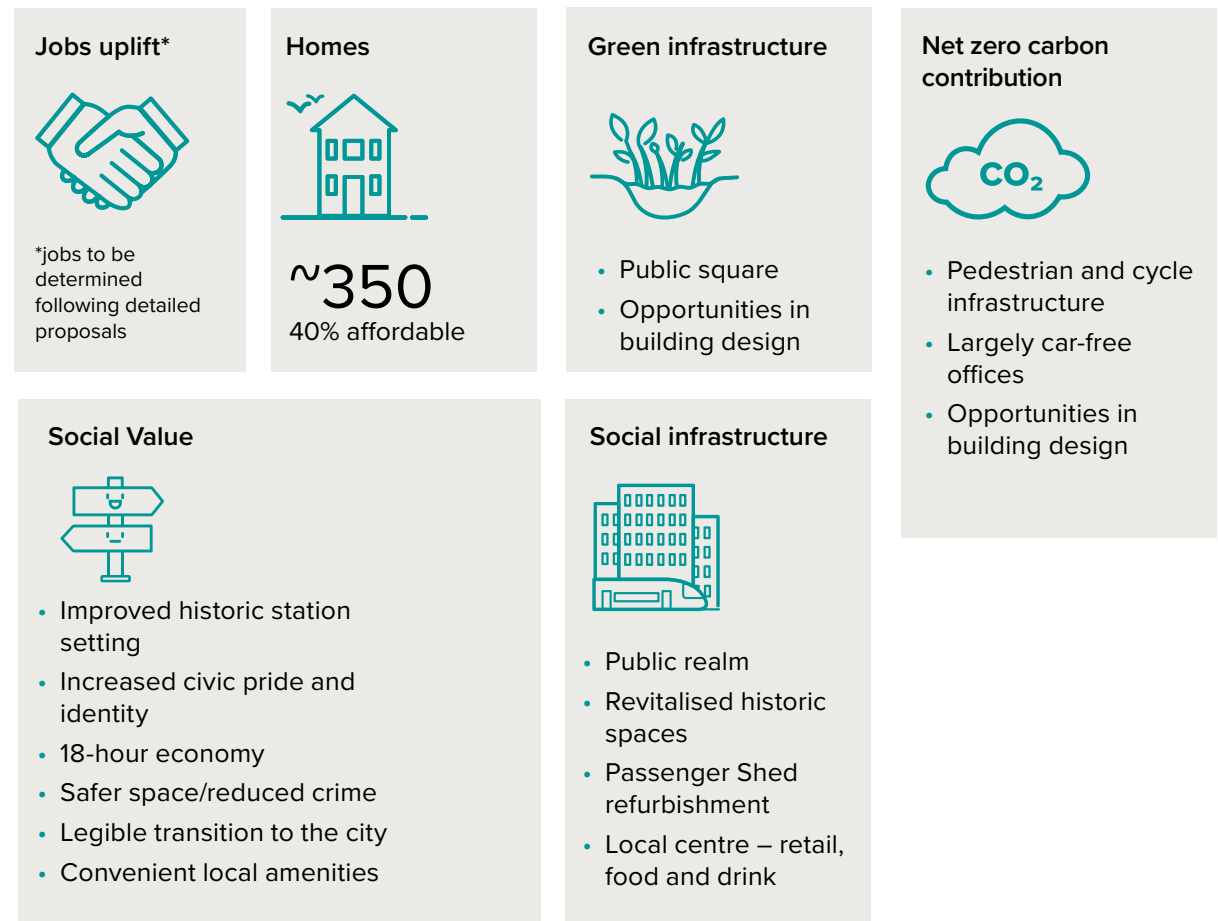 Jobs uplift*
*jobs to be
determined
following detailed
proposals
Homes
~350
40% affordable
Green infrastructure
• Public square
• Opportunities in
building design
Net zero carbon
contribution
CO₂
• Pedestrian and cycle
infrastructure
• Largely car-free
offices
• Opportunities in
building design
Social Value
• Improved historic station
setting
• Increased civic pride and
identity
• 18-hour economy
• Safer space/reduced crime
• Legible transition to the city
• Convenient local amenities
Social infrastructure
• Public realm
• Revitalised historic
spaces
• Passenger Shed
refurbishment
• Local centre – retail,
food and drink